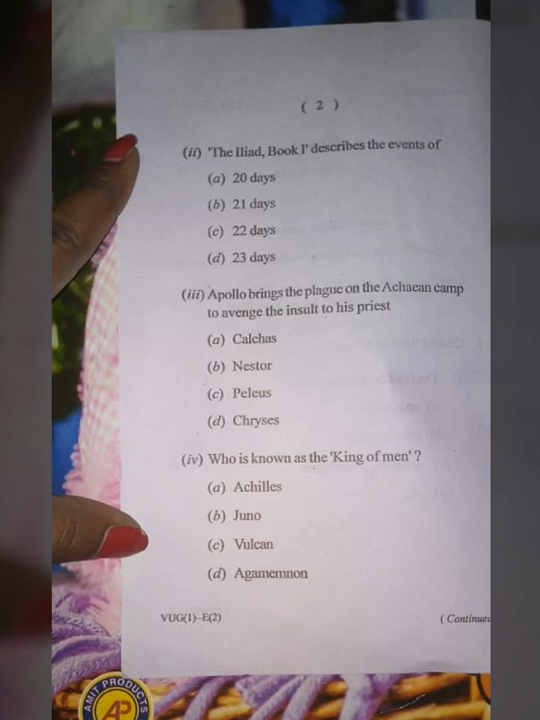 ( 2 )
(ii) 'The Iliad, Book I' describes the events of
(a) 20 days
(b) 21 days
(c) 22 days
(d) 23 days
(iii) Apollo brings the plague on the Achaean camp
to avenge the insult to his priest
(a) Calchas
(b) Nestor
(c) Peleus
(d) Chryses
(iv) Who is known as the 'King of men' ?
(a) Achilles
(b) Juno
(c) Vulcan
(d) Agamemnon
VUG(1)–E(2) ( Continued
AMIT PRODUCTS
AP